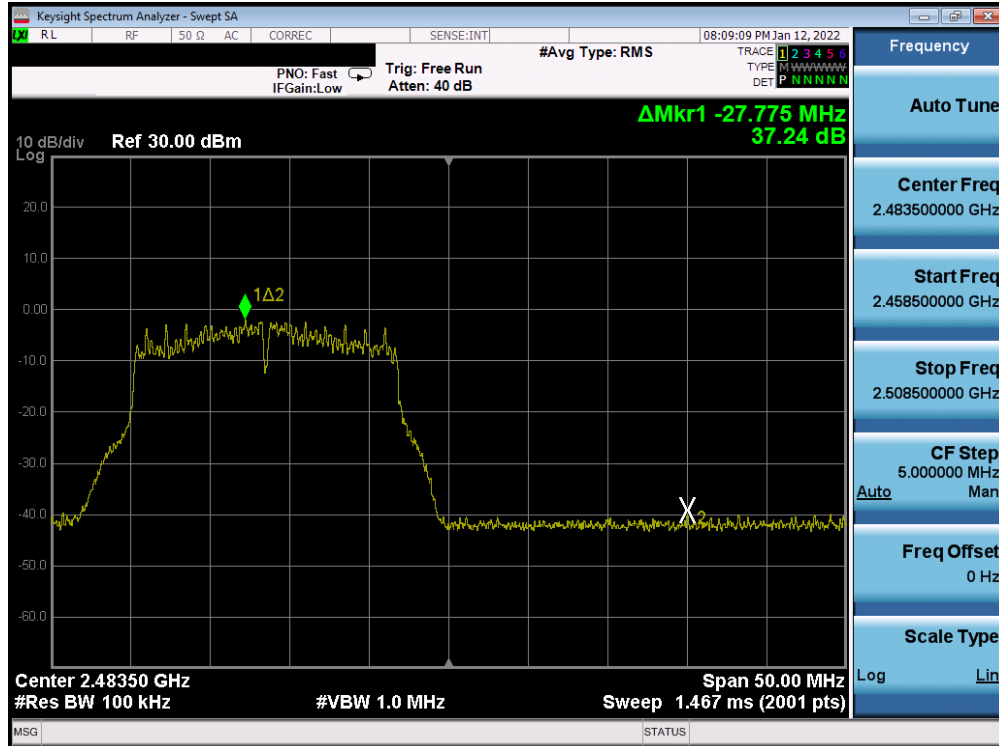 Keysight Spectrum Analyzer - Swept SA
LXI RL RF 50 Ω AC CORREC SENSE:INT 08:09:09 PM Jan 12, 2022
#Avg Type: RMS TRACE 1 2 3 4 5 6
PNO: Fast Trig: Free Run TYPE M W W W W W
IFGain:Low Atten: 40 dB DET P N N N N N
ΔMkr1 -27.775 MHz
37.24 dB
10 dB/div Ref 30.00 dBm
Log
20.0
10.0
0.00
-10.0
-20.0
-30.0
-40.0
-50.0
-60.0
1Δ2
X2
Center 2.48350 GHz Span 50.00 MHz
#Res BW 100 kHz #VBW 1.0 MHz Sweep 1.467 ms (2001 pts)
MSG STATUS
Frequency
Auto Tune
Center Freq
2.483500000 GHz
Start Freq
2.458500000 GHz
Stop Freq
2.508500000 GHz
CF Step
5.000000 MHz
Auto Man
Freq Offset
0 Hz
Scale Type
Log Lin